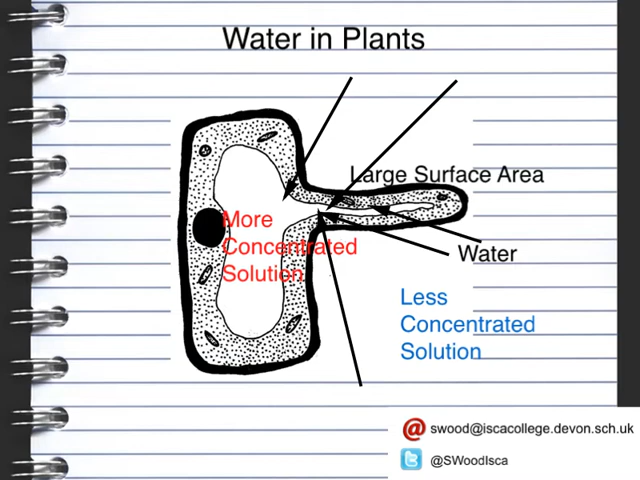 Water in Plants
Large Surface Area
More
Concentrated
Solution
Water
Less
Concentrated
Solution
swood@iscacollege.devon.sch.uk
@SWoodIsca